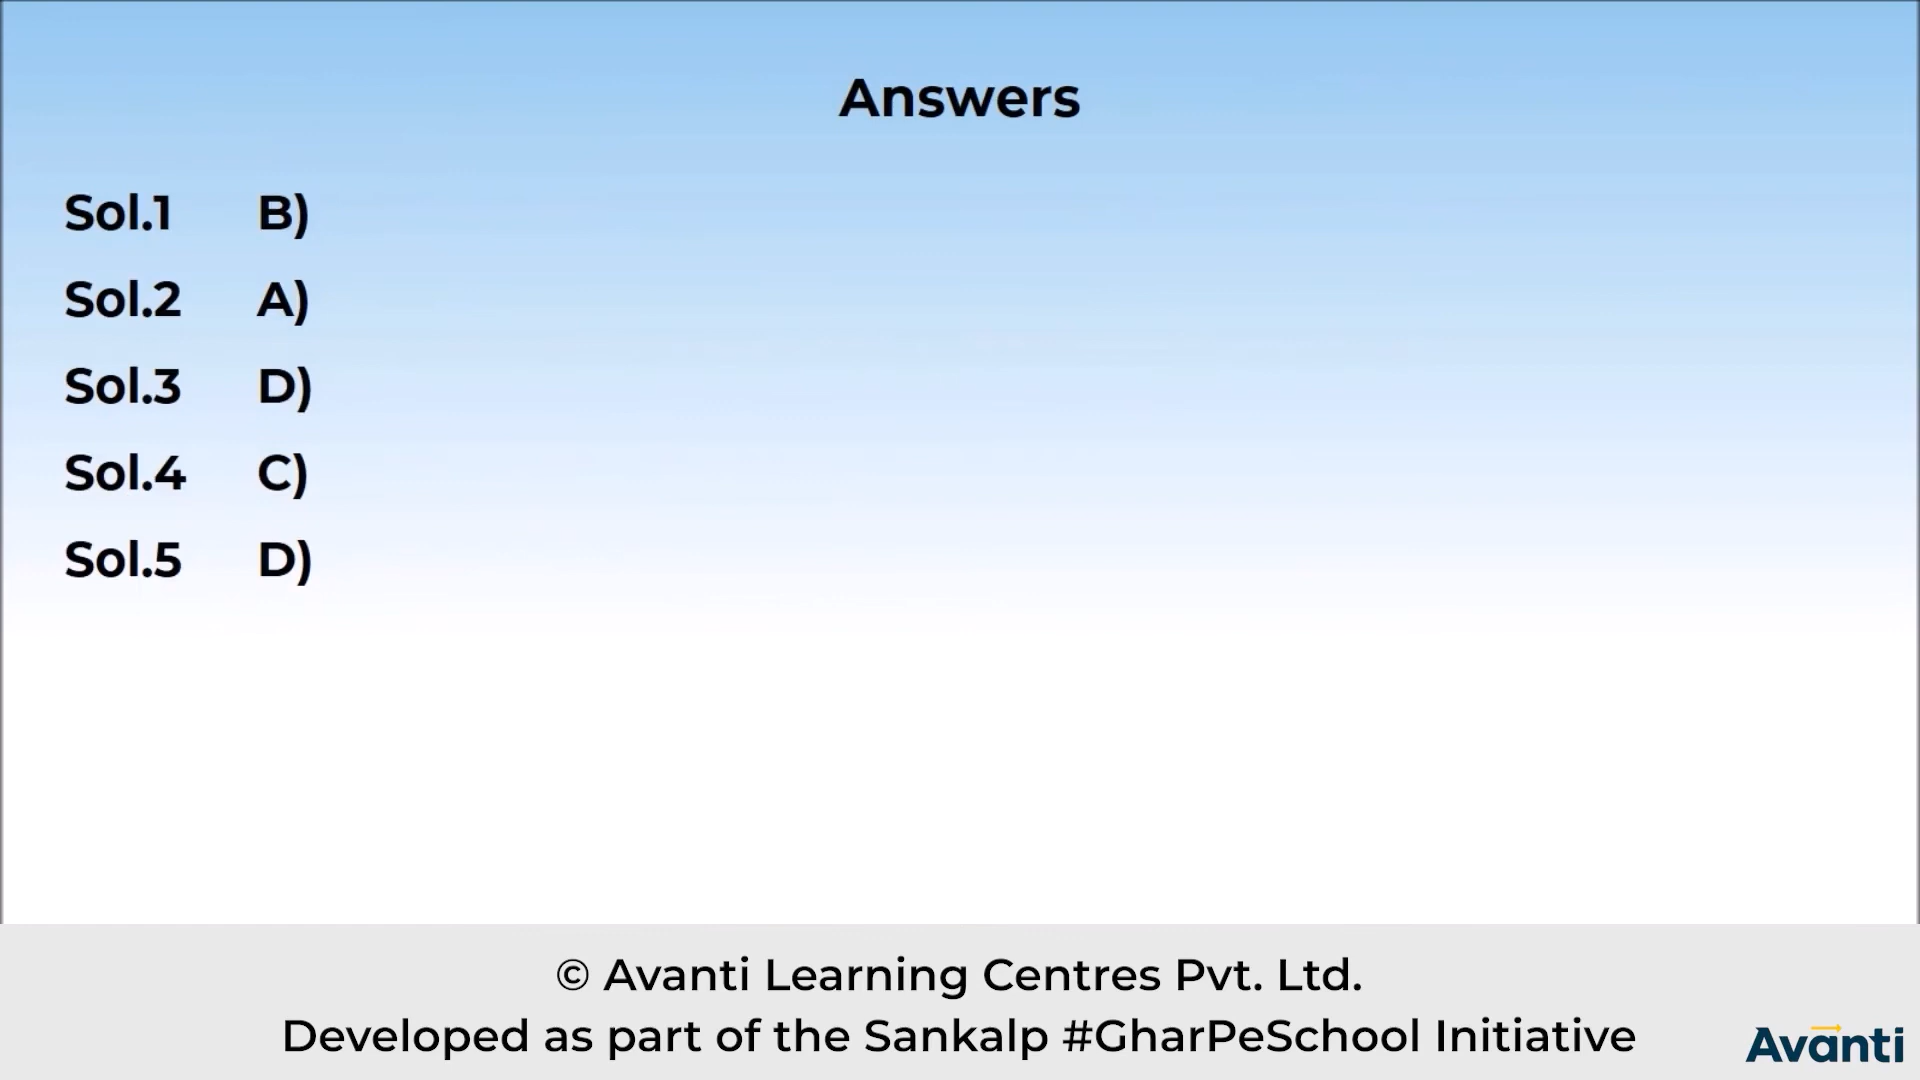 Answers
Sol.1 B)
Sol.2 A)
Sol.3 D)
Sol.4 C)
Sol.5 D)
© Avanti Learning Centres Pvt. Ltd.
Developed as part of the Sankalp #GharPeSchool Initiative
Avanti